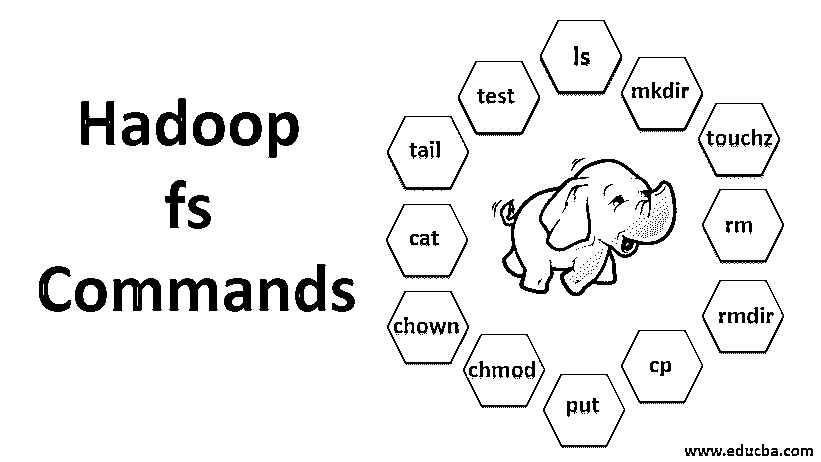 Hadoop
fs
Commands
ls
mkdir
touchz
rm
rmdir
cp
put
chmod
chown
cat
tail
test
www.educba.com